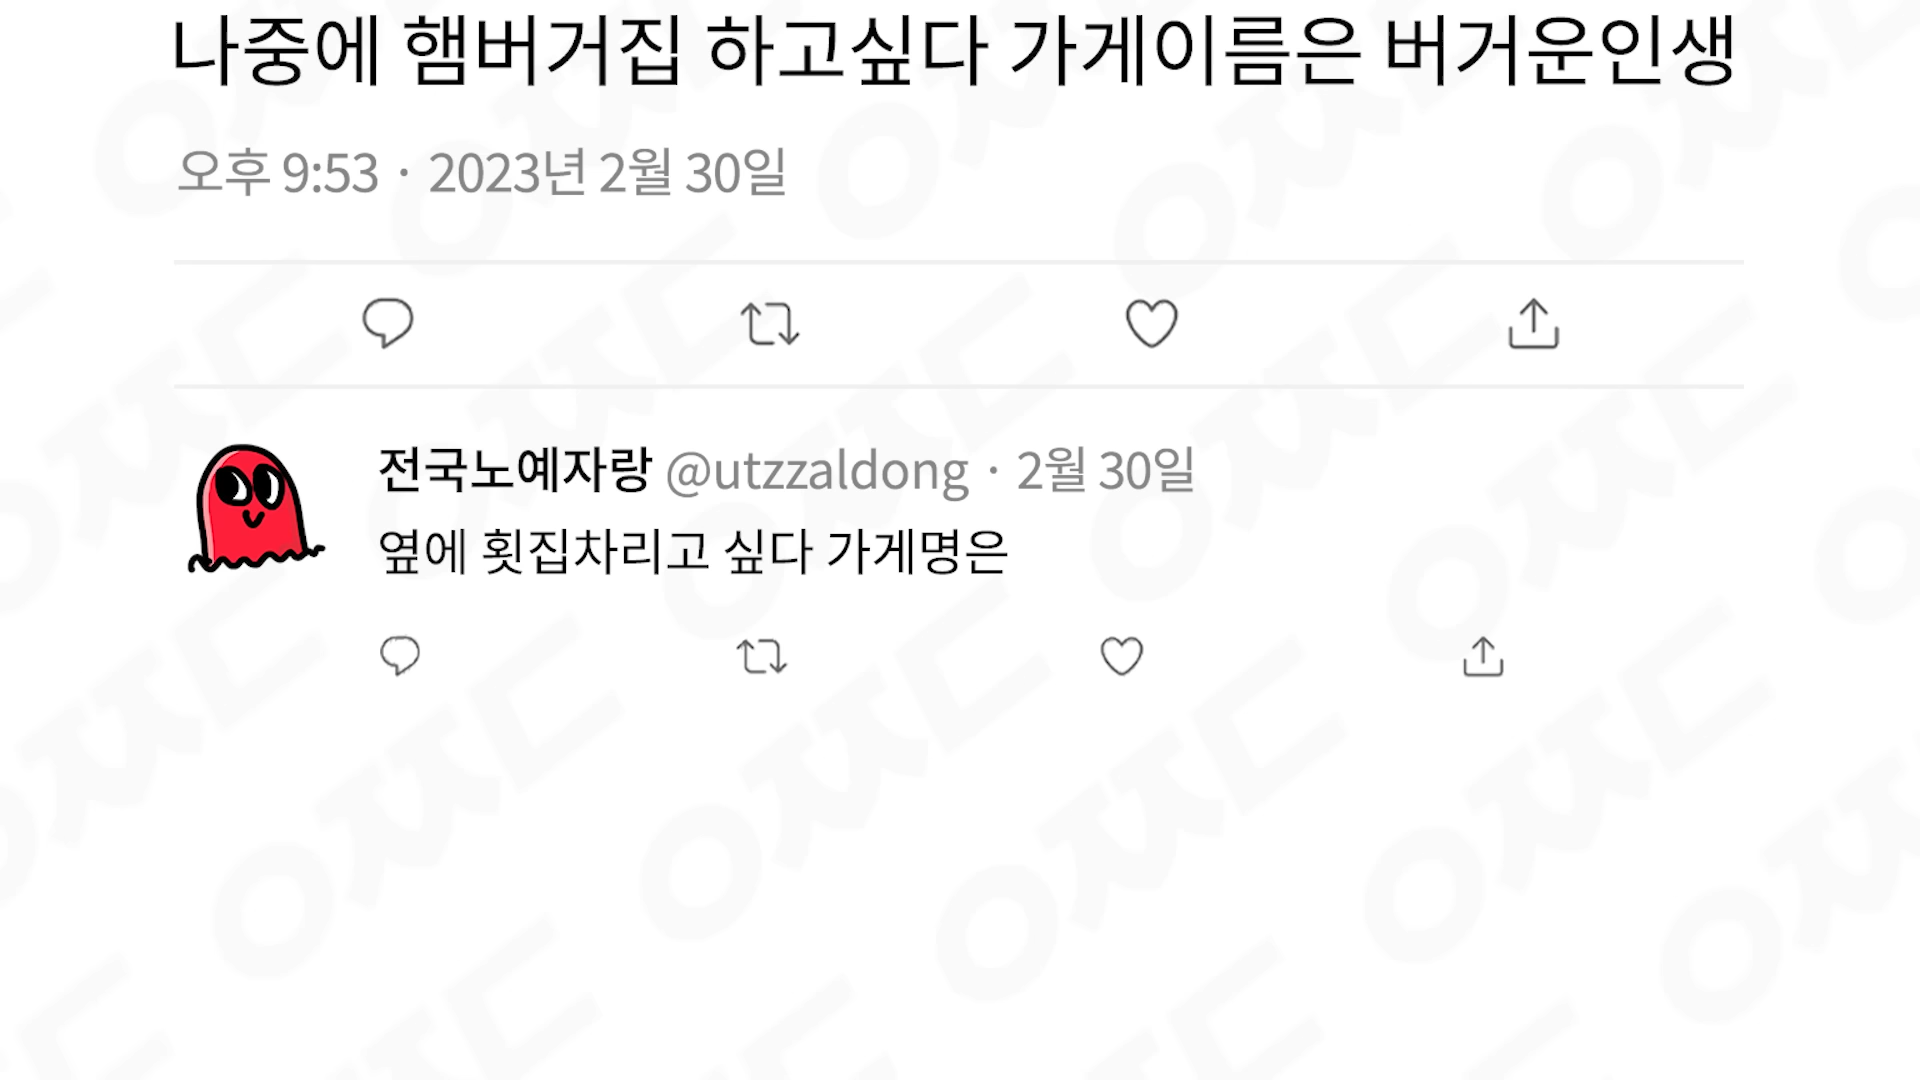 나중에 햄버거집 하고싶다 가게이름은 버거운인생
오후 9:53 · 2023년 2월 30일
전국노예자랑 @utzzaldong · 2월 30일
옆에 횟집차리고 싶다 가게명은